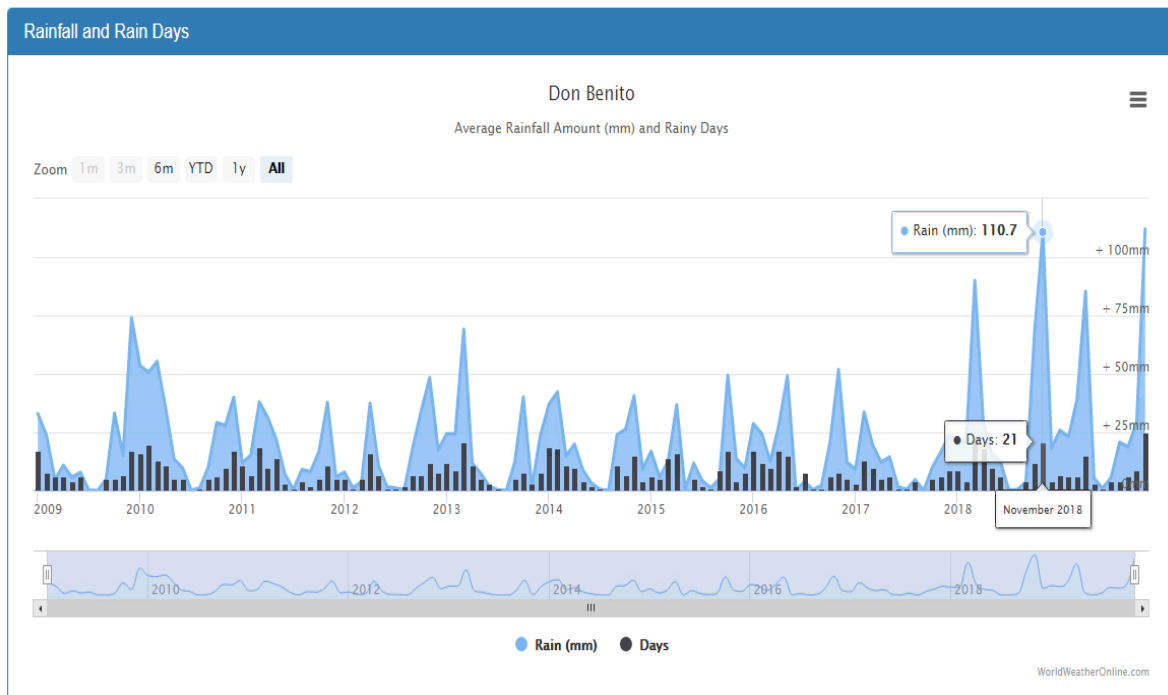 Rainfall and Rain Days
Don Benito
Average Rainfall Amount (mm) and Rainy Days
Zoom 1m 3m 6m YTD 1y All
Rain (mm): 110.7
+ 100mm
+ 75mm
+ 50mm
+ 25mm
Days: 21
0mm
2009 2010 2011 2012 2013 2014 2015 2016 2017 2018
November 2018
2010 2012 2014 2016 2018
Rain (mm) Days
WorldWeatherOnline.com